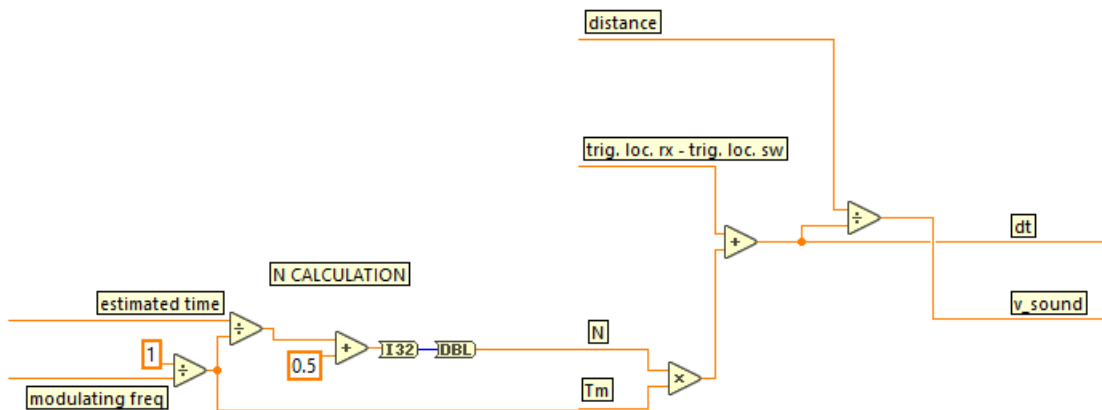 distance
trig. loc. rx - trig. loc. sw
÷
dt
+
N CALCULATION
estimated time
v_sound
÷
N
1
+
I32
DBL
0.5
÷
×
Tm
modulating freq